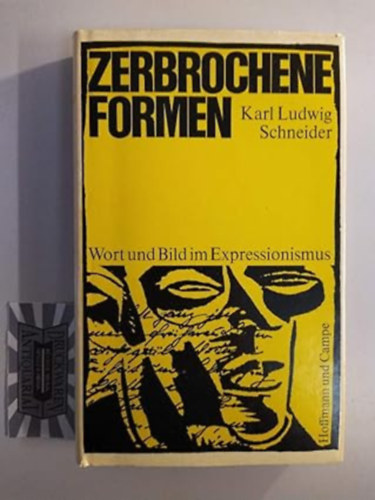 ZERBROCHENE
FORMEN
Karl Ludwig
Schneider
Wort und Bild im Expressionismus
Hoffmann und Campe